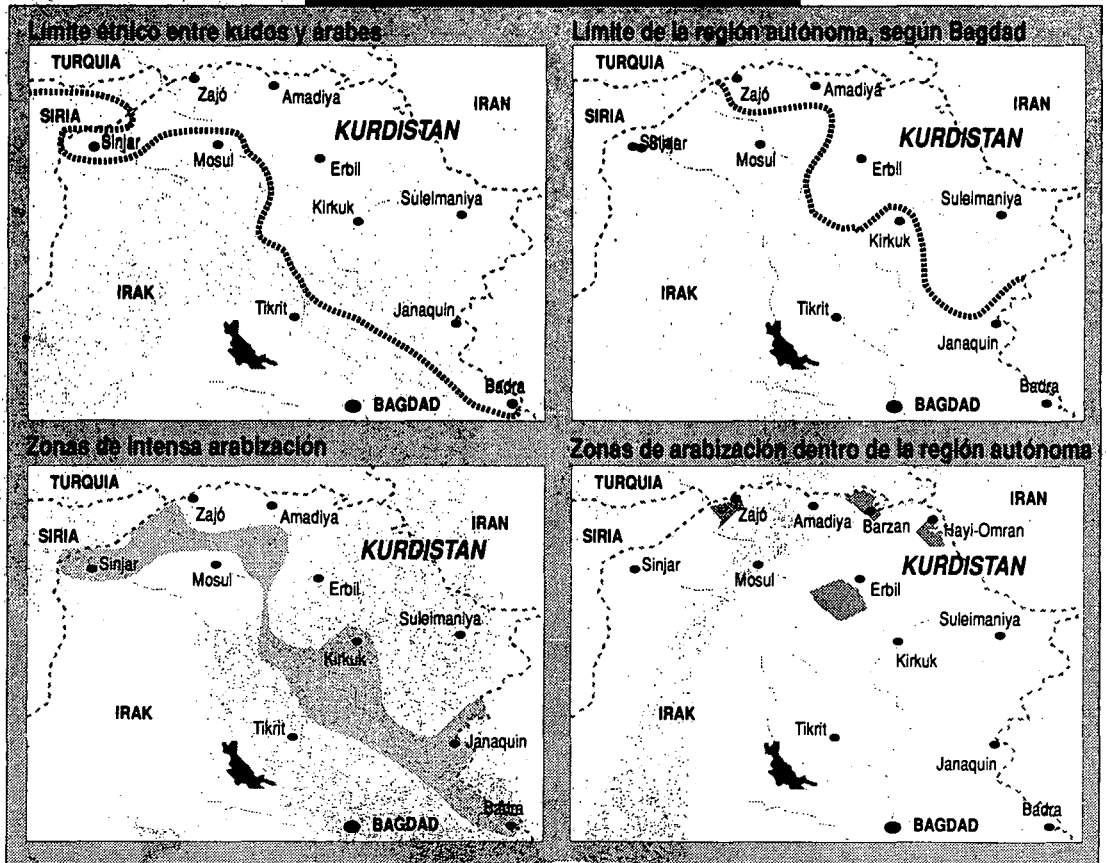 Límite étnico entre kudos y árabes
TURQUIA
Zajó
Amadiya
IRAN
SIRIA
KURDISTAN
Sinjar
Mosul
Erbil
Suleimaniya
Kirkuk
IRAK
Tikrit
Janaquin
Badra
BAGDAD
Límite de la región autónoma, según Bagdad
TURQUIA
Zajó
Amadiya
IRAN
SIRIA
KURDISTAN
Mosul
Erbil
Suleimaniya
Kirkuk
IRAK
Tikrit
Janaquin
Badra
BAGDAD
Zonas de intensa arabización
TURQUIA
Zajó
Amadiya
IRAN
SIRIA
KURDISTAN
Sinjar
Mosul
Erbil
Suleimaniya
Kirkuk
IRAK
Tikrit
Janaquin
Badra
BAGDAD
Zonas de arabización dentro de la región autónoma
TURQUIA
Zajó
Amadiya
Barzan
IRAN
Hayi-Omran
SIRIA
KURDISTAN
Sinjar
Mosul
Erbil
Suleimaniya
Kirkuk
IRAK
Tikrit
Janaquin
Badra
BAGDAD